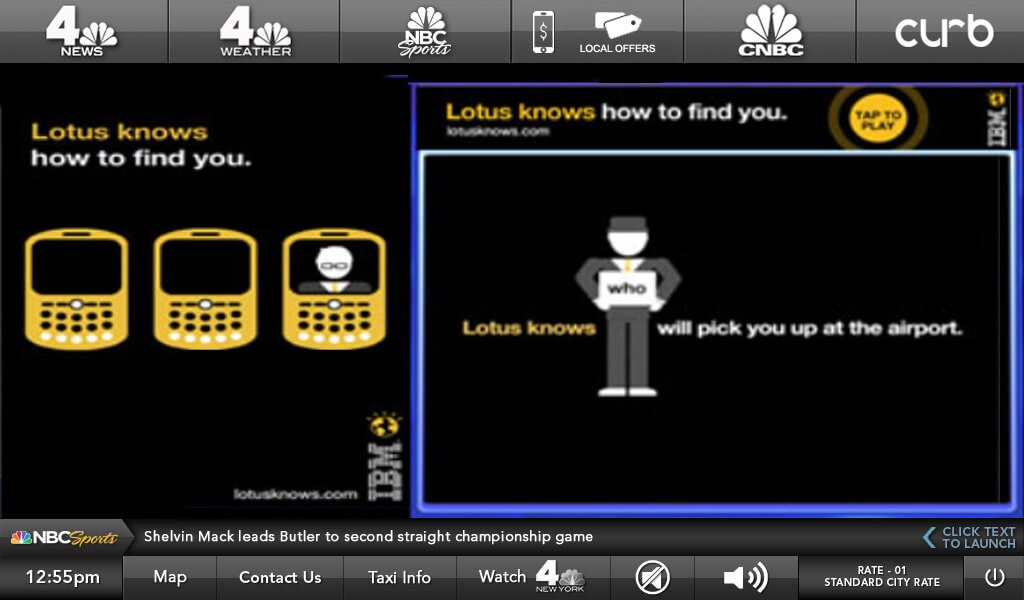 4
NEWS
4
WEATHER
NBC
Sports
$
LOCAL OFFERS
CNBC
curb
Lotus knows
how to find you.
IBM
lotusknows.com
Lotus knows how to find you.
lotusknows.com
TAP TO
PLAY
IBM
who
Lotus knows will pick you up at the airport.
NBC Sports
Shelvin Mack leads Butler to second straight championship game
CLICK TEXT
TO LAUNCH
12:55pm
Map
Contact Us
Taxi Info
Watch 4
NEW YORK
RATE - 01
STANDARD CITY RATE